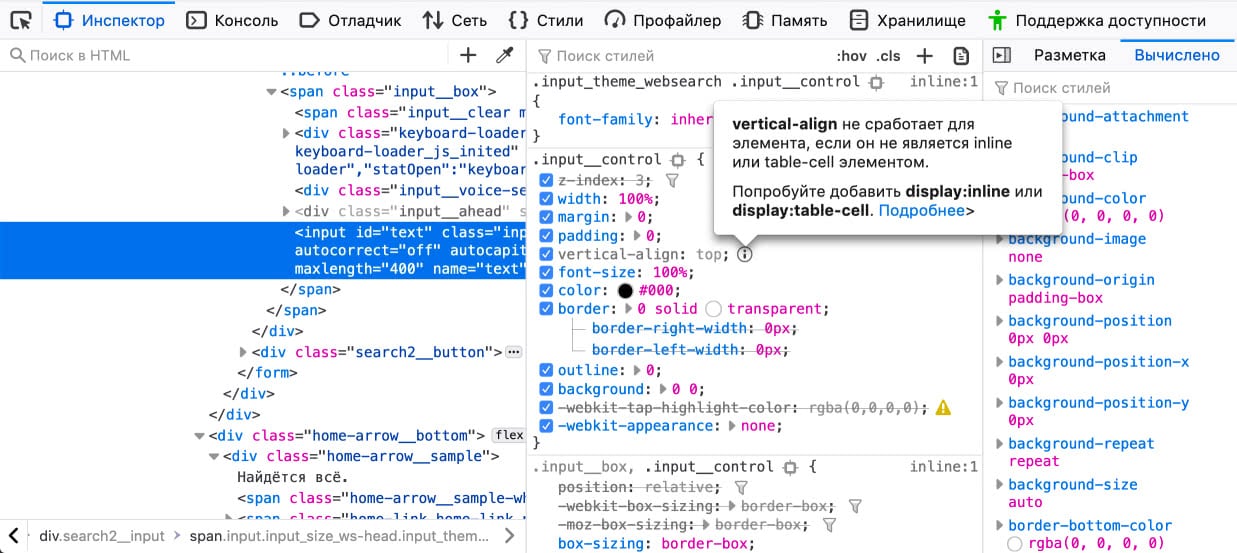 Инспектор Консоль Отладчик Сеть Стили Профайлер Память Хранилище Поддержка доступности
Поиск в HTML
::before
<span class="input__box">
<span class="input__clear m
<div class="keyboard-loader
keyboard-loader_js_inited"
loader","statOpen":"keyboar
<div class="input__voice-se
<div class="input__ahead" s
<input id="text" class="inp
autocorrect="off" autocapit
maxlength="400" name="text"
</span>
</span>
</div>
<div class="search2__button">
</form>
</div>
</div>
<div class="home-arrow__bottom"> flex
<div class="home-arrow__sample">
Найдётся всё.
<span class="home-arrow__sample-wh
<span class="home-link home-link
div.search2__input > span.input.input_size_ws-head.input_them...
Поиск стилей :hov .cls
.input_theme_websearch .input__control inline:1
{
font-family: inher
}
.input__control {
z-index: 3;
width: 100%;
margin: 0;
padding: 0;
vertical-align: top;
font-size: 100%;
color: #000;
border: 0 solid transparent;
border-right-width: 0px;
border-left-width: 0px;
outline: 0;
background: 0 0;
-webkit-tap-highlight-color: rgba(0,0,0,0);
-webkit-appearance: none;
}
.input__box, .input__control { inline:1
position: relative;
-webkit-box-sizing: border-box;
-moz-box-sizing: border-box;
box-sizing: border-box;
vertical-align не сработает для
элемента, если он не является inline
или table-cell элементом.
Попробуйте добавить display:inline или
display:table-cell. Подробнее>
Разметка Вычислено
Поиск стилей
ground-attachment
ground-clip
-box
ground-color
(0, 0, 0, 0)
background-image
none
background-origin
padding-box
background-position
0px 0px
background-position-x
0px
background-position-y
0px
background-repeat
repeat
background-size
auto
border-bottom-color
rgba(0, 0, 0, 0)